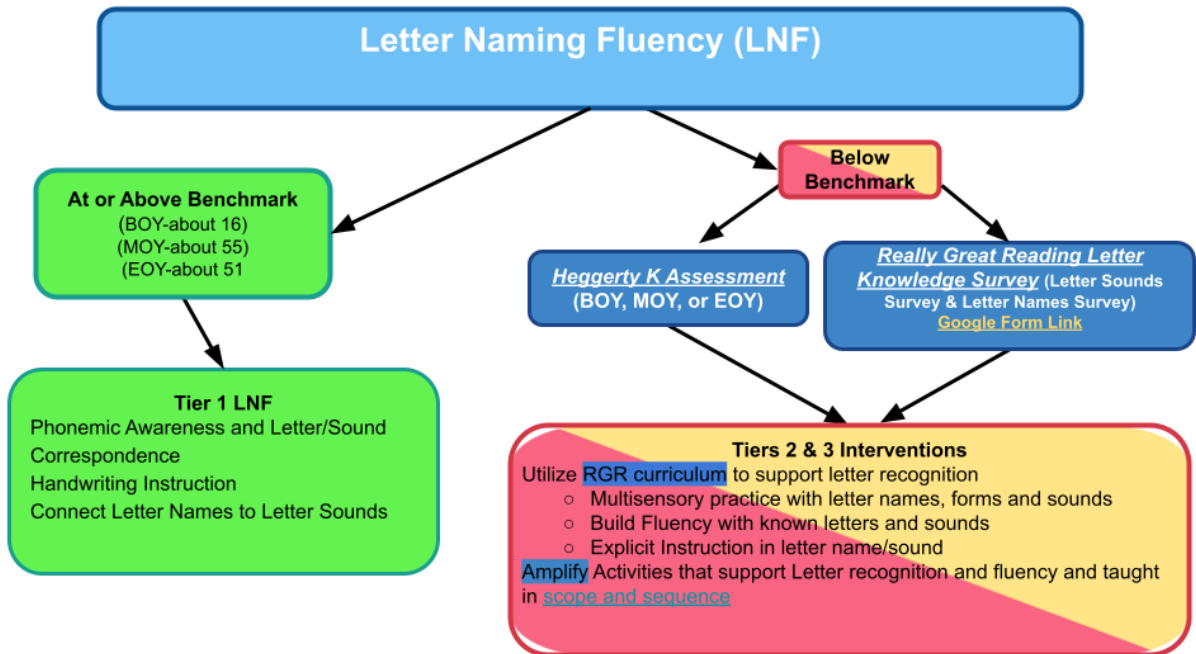 Letter Naming Fluency (LNF)
At or Above Benchmark
(BOY-about 16)
(MOY-about 55)
(EOY-about 51
Below
Benchmark
Heggerty K Assessment
(BOY, MOY, or EOY)
Really Great Reading Letter
Knowledge Survey (Letter Sounds
Survey & Letter Names Survey)
Google Form Link
Tier 1 LNF
Phonemic Awareness and Letter/Sound
Correspondence
Handwriting Instruction
Connect Letter Names to Letter Sounds
Tiers 2 & 3 Interventions
Utilize RGR curriculum to support letter recognition
○ Multisensory practice with letter names, forms and sounds
○ Build Fluency with known letters and sounds
○ Explicit Instruction in letter name/sound
Amplify Activities that support Letter recognition and fluency and taught
in scope and sequence